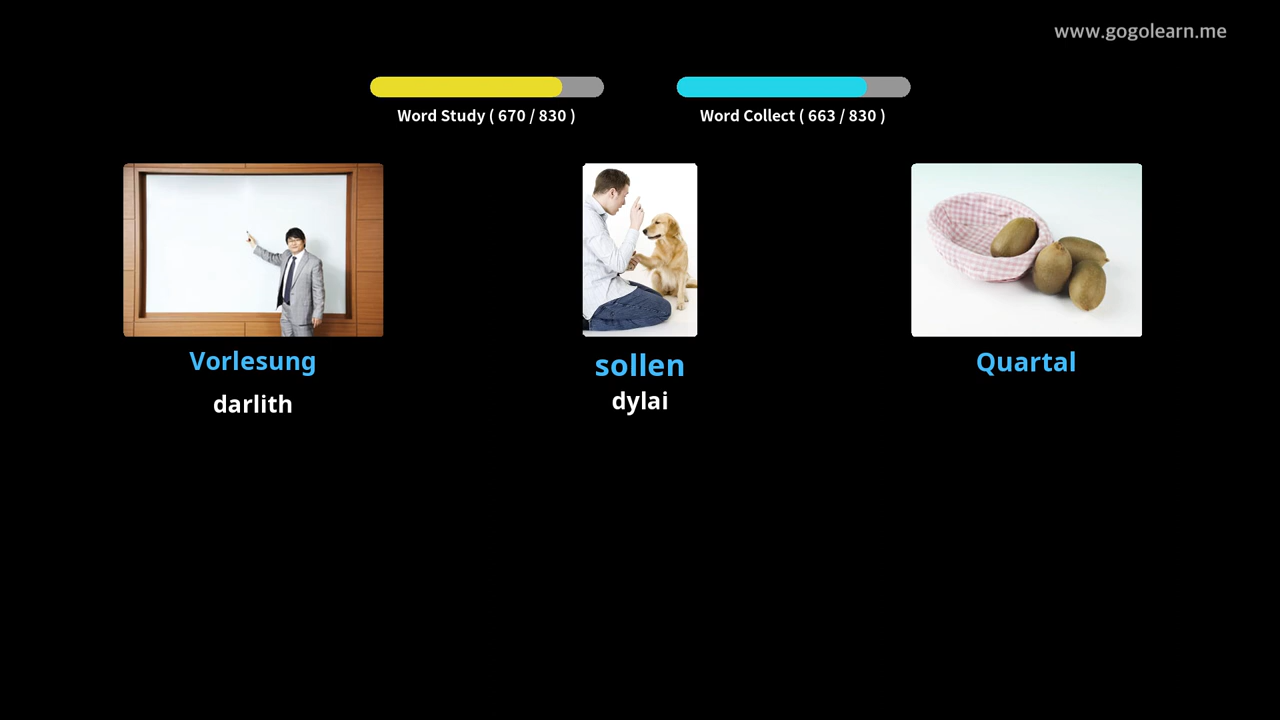 www.gogolearn.me
Word Study ( 670 / 830 )
Word Collect ( 663 / 830 )
Vorlesung
darlith
sollen
dylai
Quartal